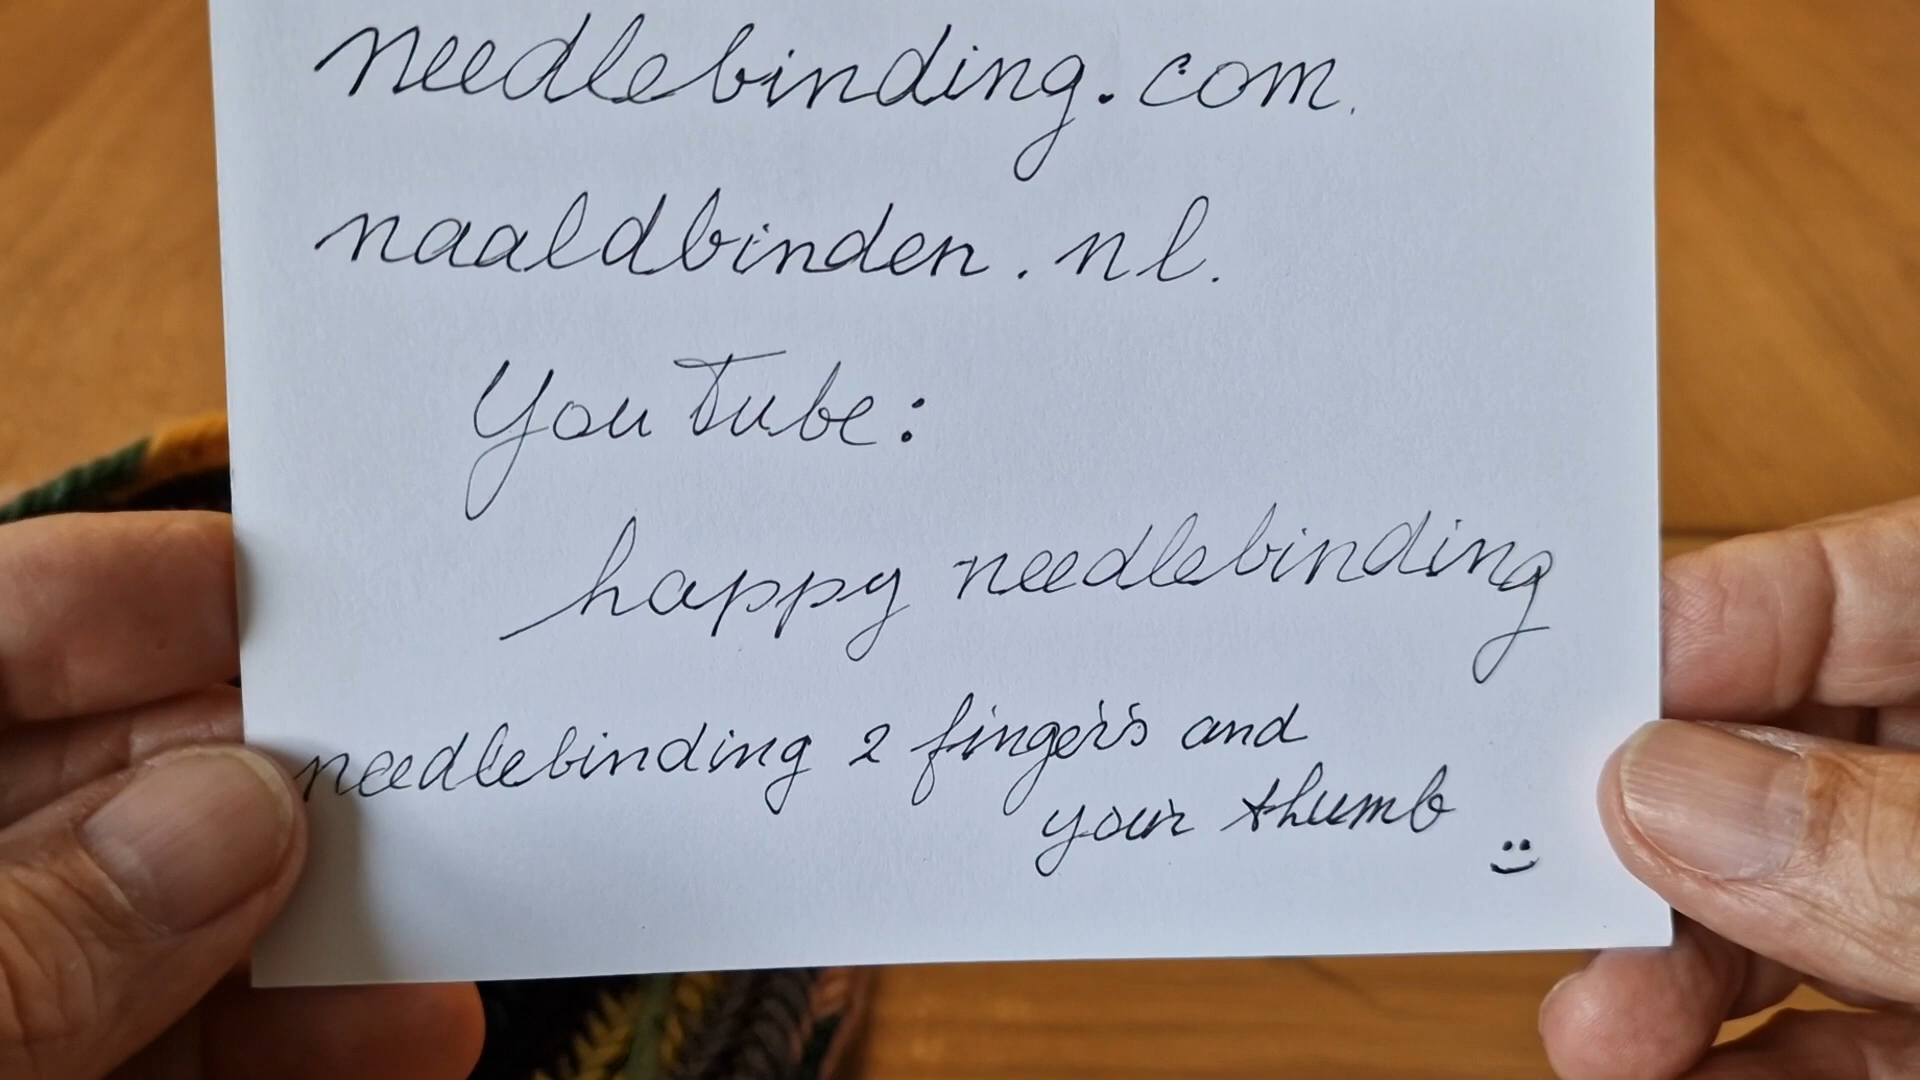 needlebinding.com.
naaldbinden.nl.
YouTube:
happy needlebinding
needlebinding 2 fingers and
your thumb